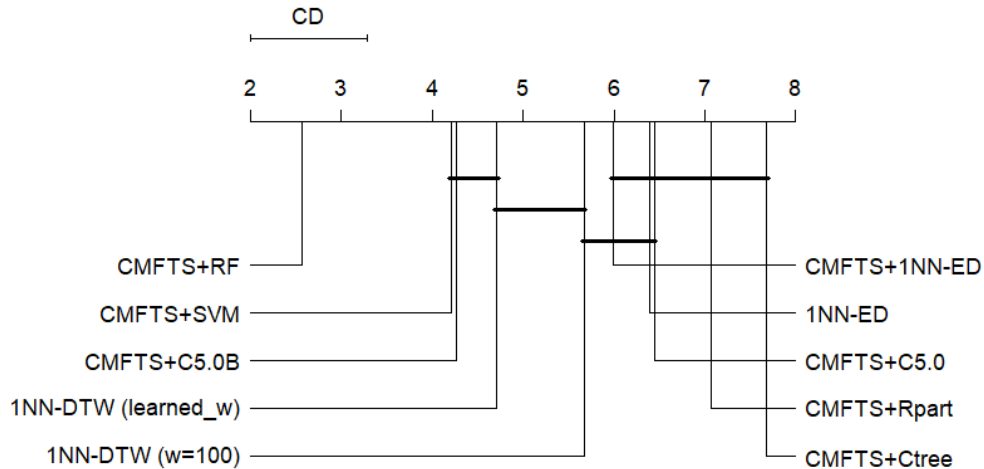 CD
2 3 4 5 6 7 8
CMFTS+RF
CMFTS+SVM
CMFTS+C5.0B
1NN-DTW (learned_w)
1NN-DTW (w=100)
CMFTS+1NN-ED
1NN-ED
CMFTS+C5.0
CMFTS+Rpart
CMFTS+Ctree